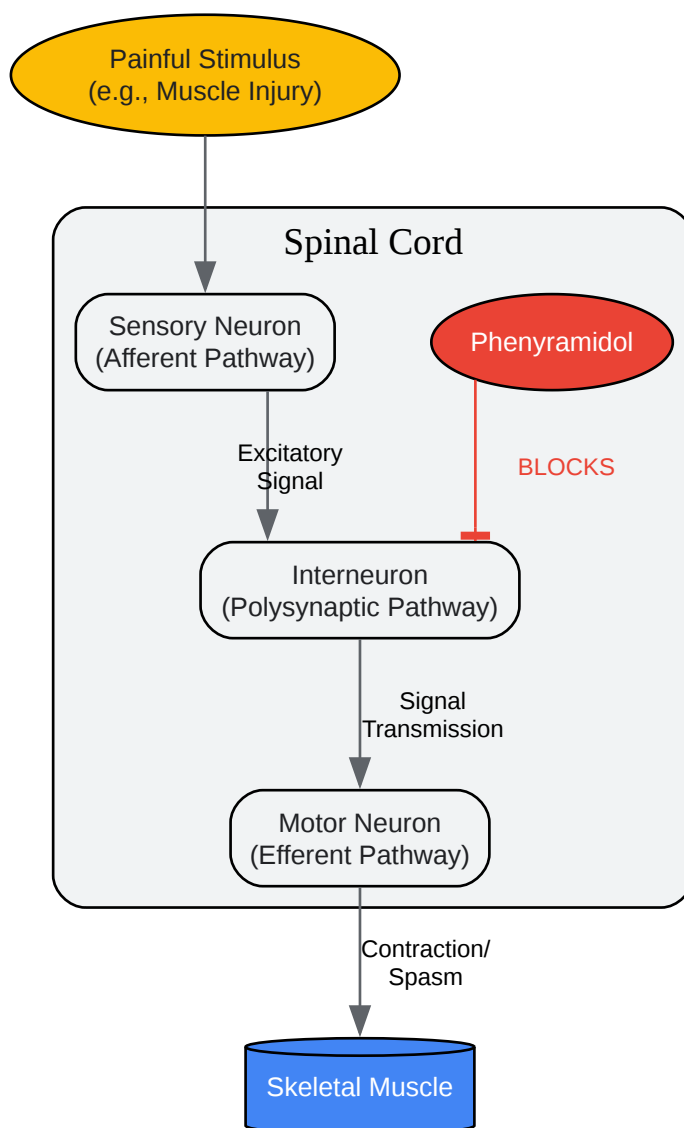 Painful Stimulus
(e.g., Muscle Injury)
Spinal Cord
Sensory Neuron
(Afferent Pathway)
Phenyramidol
Excitatory
Signal
BLOCKS
Interneuron
(Polysynaptic Pathway)
Signal
Transmission
Motor Neuron
(Efferent Pathway)
Contraction/
Spasm
Skeletal Muscle